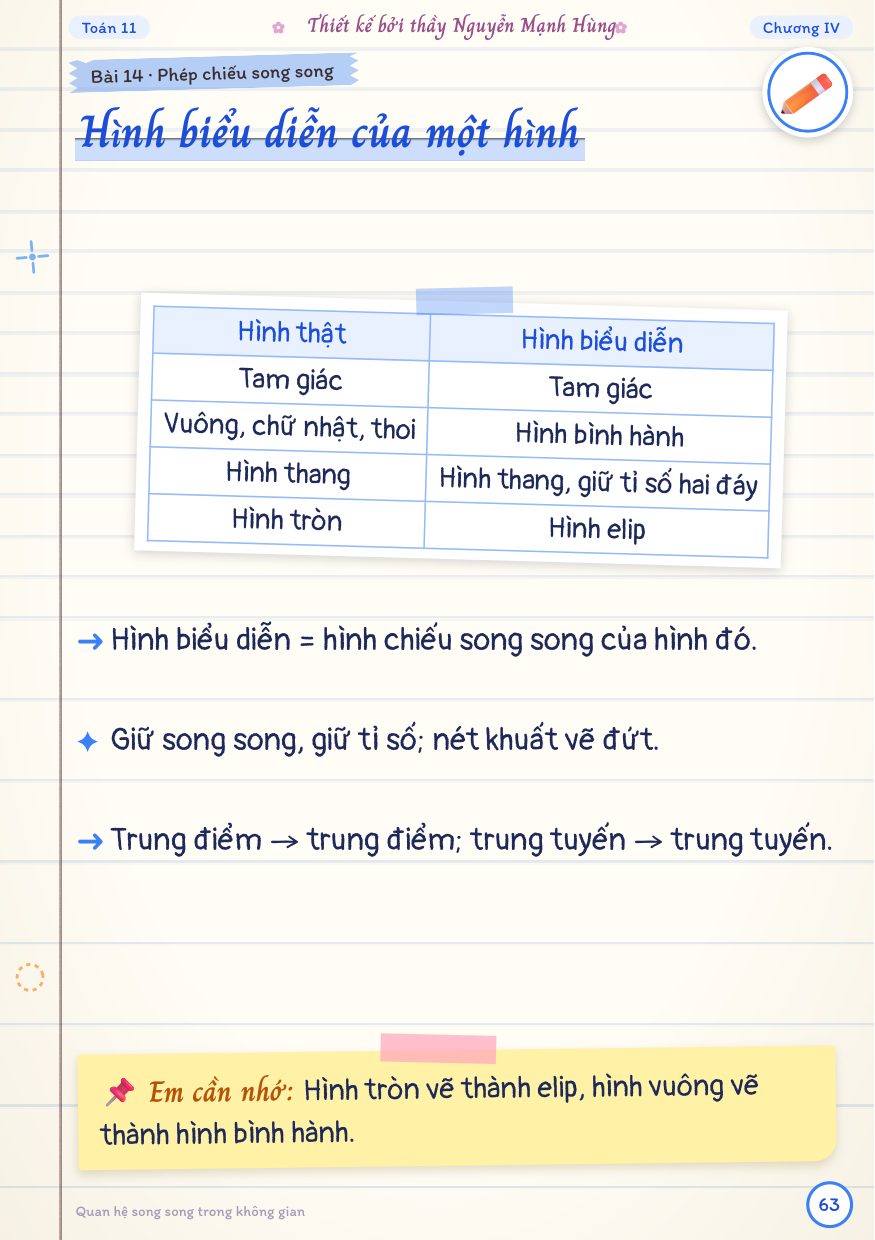 Toán 11
Thiết kế bởi thầy Nguyễn Mạnh Hùng
Chương IV
Bài 14 · Phép chiếu song song
Hình biểu diễn của một hình
Hình thật Hình biểu diễn
Tam giác Tam giác
Vuông, chữ nhật, thoi Hình bình hành
Hình thang Hình thang, giữ tỉ số hai đáy
Hình tròn Hình elip
→ Hình biểu diễn = hình chiếu song song của hình đó.
✦ Giữ song song, giữ tỉ số; nét khuất vẽ đứt.
→ Trung điểm → trung điểm; trung tuyến → trung tuyến.
📌 Em cần nhớ: Hình tròn vẽ thành elip, hình vuông vẽ
thành hình bình hành.
Quan hệ song song trong không gian
63